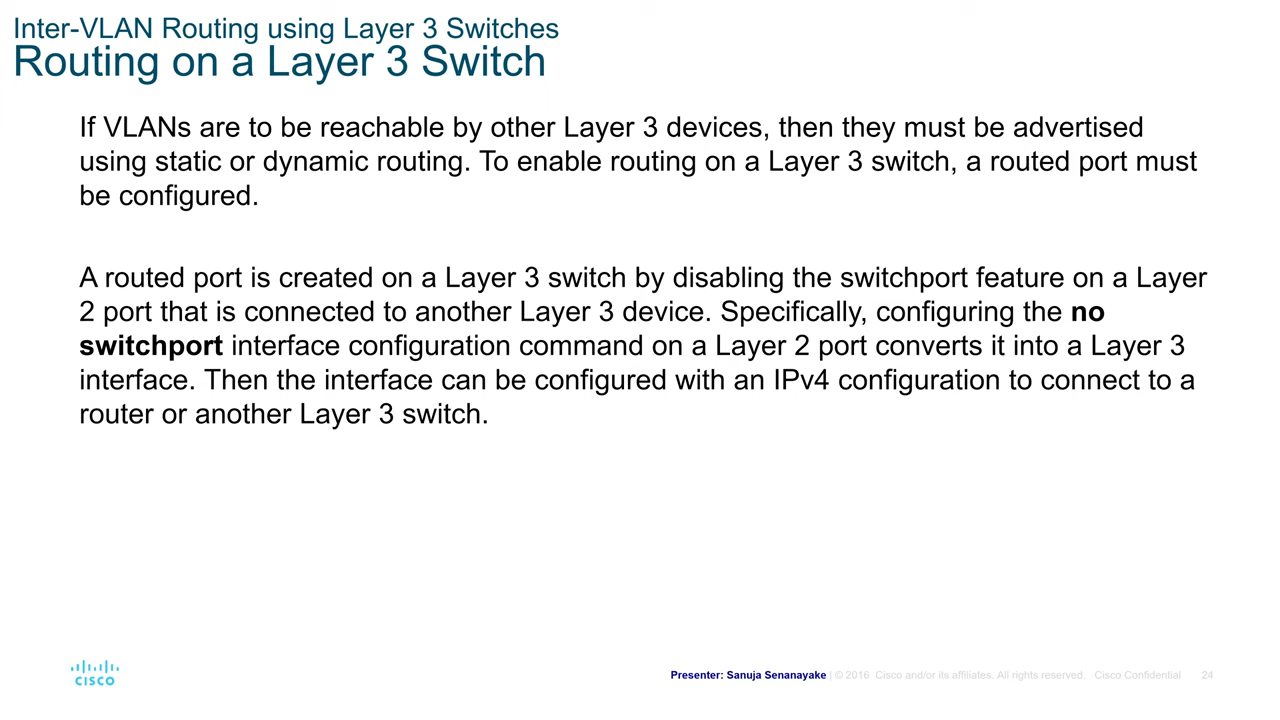 Inter-VLAN Routing using Layer 3 Switches
Routing on a Layer 3 Switch
If VLANs are to be reachable by other Layer 3 devices, then they must be advertised
using static or dynamic routing. To enable routing on a Layer 3 switch, a routed port must
be configured.
A routed port is created on a Layer 3 switch by disabling the switchport feature on a Layer
2 port that is connected to another Layer 3 device. Specifically, configuring the no
switchport interface configuration command on a Layer 2 port converts it into a Layer 3
interface. Then the interface can be configured with an IPv4 configuration to connect to a
router or another Layer 3 switch.
CISCO
Presenter: Sanuja Senanayake | © 2016 Cisco and/or its affiliates. All rights reserved. Cisco Confidential 24